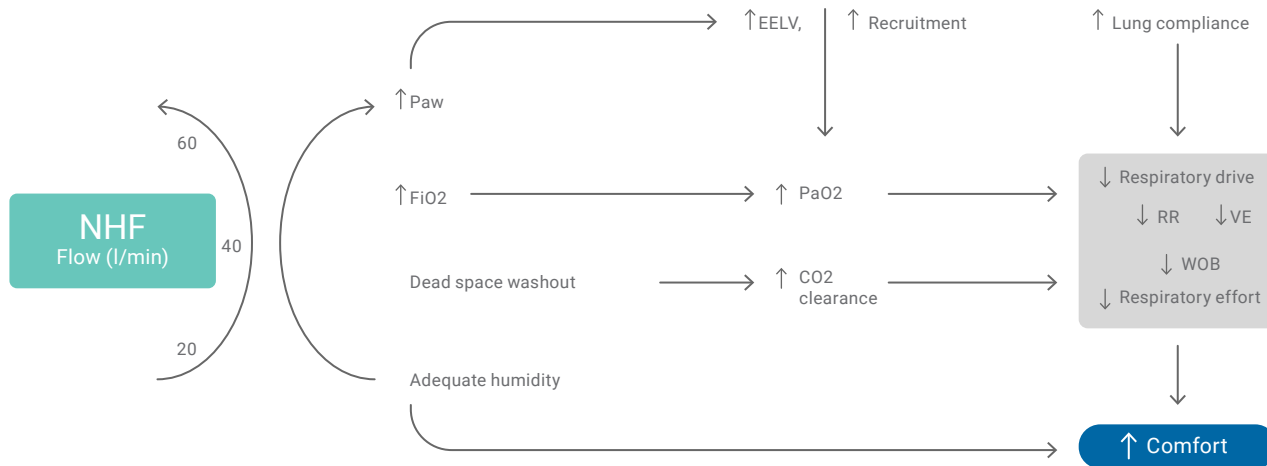 ↑EELV, ↑ Recruitment
↑ Lung compliance
↑Paw
60
↑FiO2
↑ PaO2
↓ Respiratory drive
↓ RR ↓VE
NHF
Flow (l/min)
40
↓ WOB
Dead space washout
↑ CO2
clearance
↓ Respiratory effort
20
Adequate humidity
↑ Comfort